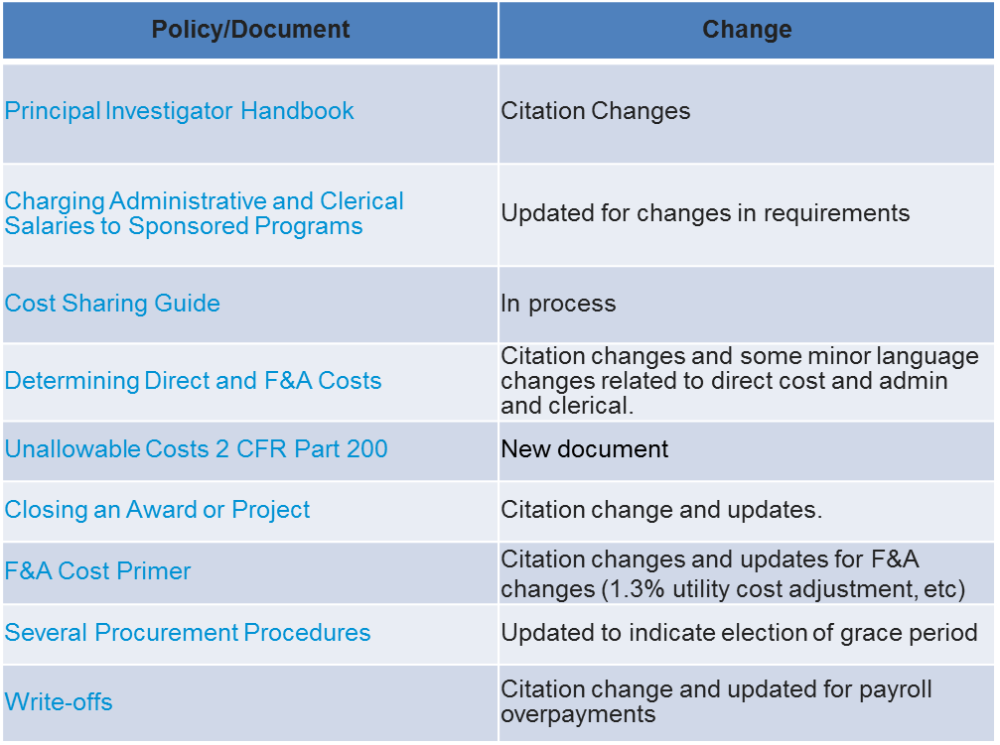 Policy/Document
Change
Principal Investigator Handbook
Citation Changes
Charging Administrative and Clerical
Salaries to Sponsored Programs
Updated for changes in requirements
Cost Sharing Guide
In process
Determining Direct and F&A Costs
Citation changes and some minor language
changes related to direct cost and admin
and clerical.
Unallowable Costs 2 CFR Part 200
New document
Closing an Award or Project
Citation change and updates.
F&A Cost Primer
Citation changes and updates for F&A
changes (1.3% utility cost adjustment, etc)
Several Procurement Procedures
Updated to indicate election of grace period
Write-offs
Citation change and updated for payroll
overpayments